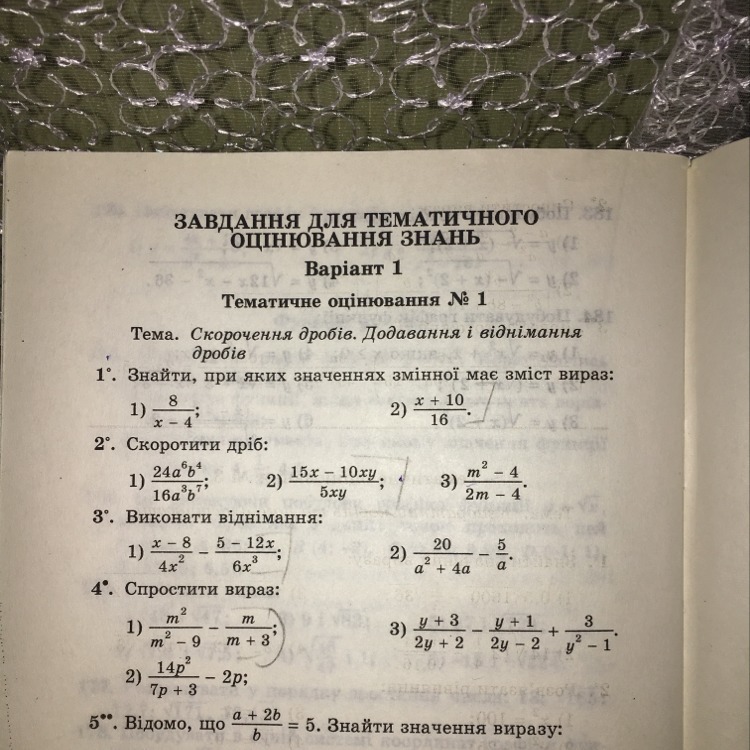 ЗАВДАННЯ ДЛЯ ТЕМАТИЧНОГО
ОЦІНЮВАННЯ ЗНАНЬ
Варіант 1
Тематичне оцінювання № 1
Тема. Скорочення дробів. Додавання і віднімання
дробів
1°. Знайти, при яких значеннях змінної має зміст вираз:
1) 8/(x − 4); 2) (x + 10)/16.
2°. Скоротити дріб:
1) 24a⁶b⁴/16a³b⁷; 2) (15x − 10xy)/5xy; 3) (m² − 4)/(2m − 4).
3°. Виконати віднімання:
1) (x − 8)/4x² − (5 − 12x)/6x³; 2) 20/(a² + 4a) − 5/a.
4•. Спростити вираз:
1) m²/(m² − 9) − m/(m + 3); 3) (y + 3)/(2y + 2) − (y + 1)/(2y − 2) + 3/(y² − 1).
2) 14p²/(7p + 3) − 2p;
5••. Відомо, що (a + 2b)/b = 5. Знайти значення виразу: